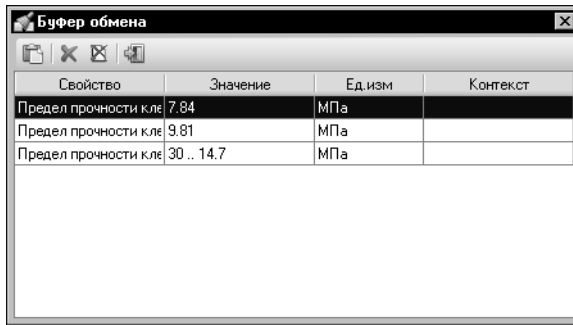 Буфер обмена
Свойство Значение Ед.изм Контекст
Предел прочности кле 7.84 МПа
Предел прочности кле 9.81 МПа
Предел прочности кле 30 .. 14.7 МПа